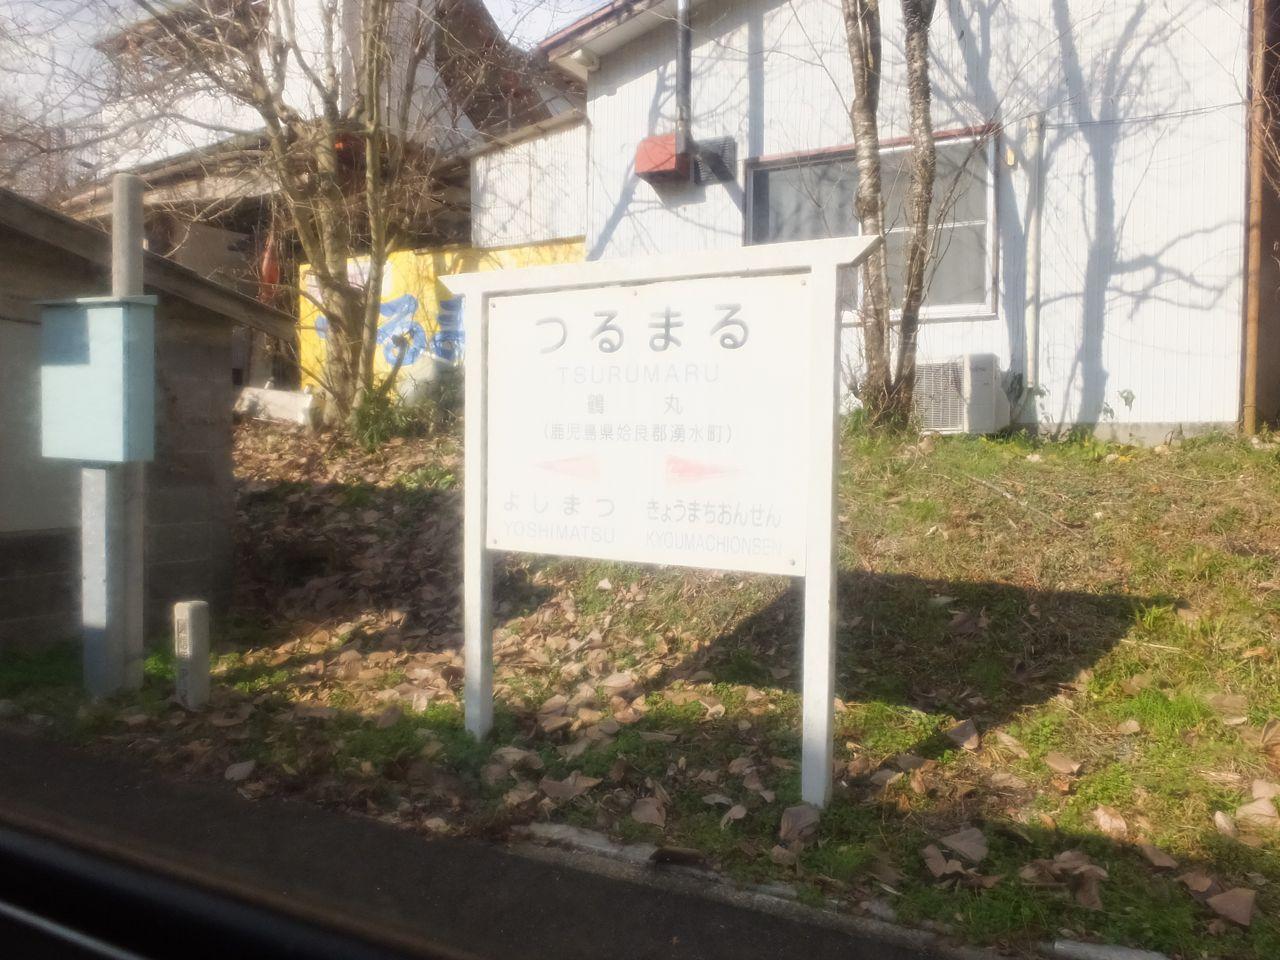 つるまる
TSURUMARU
鶴 丸
(鹿児島県姶良郡湧水町)
よしまつ きょうまちおんせん
YOSHIMATSU KYOUMACHIONSEN